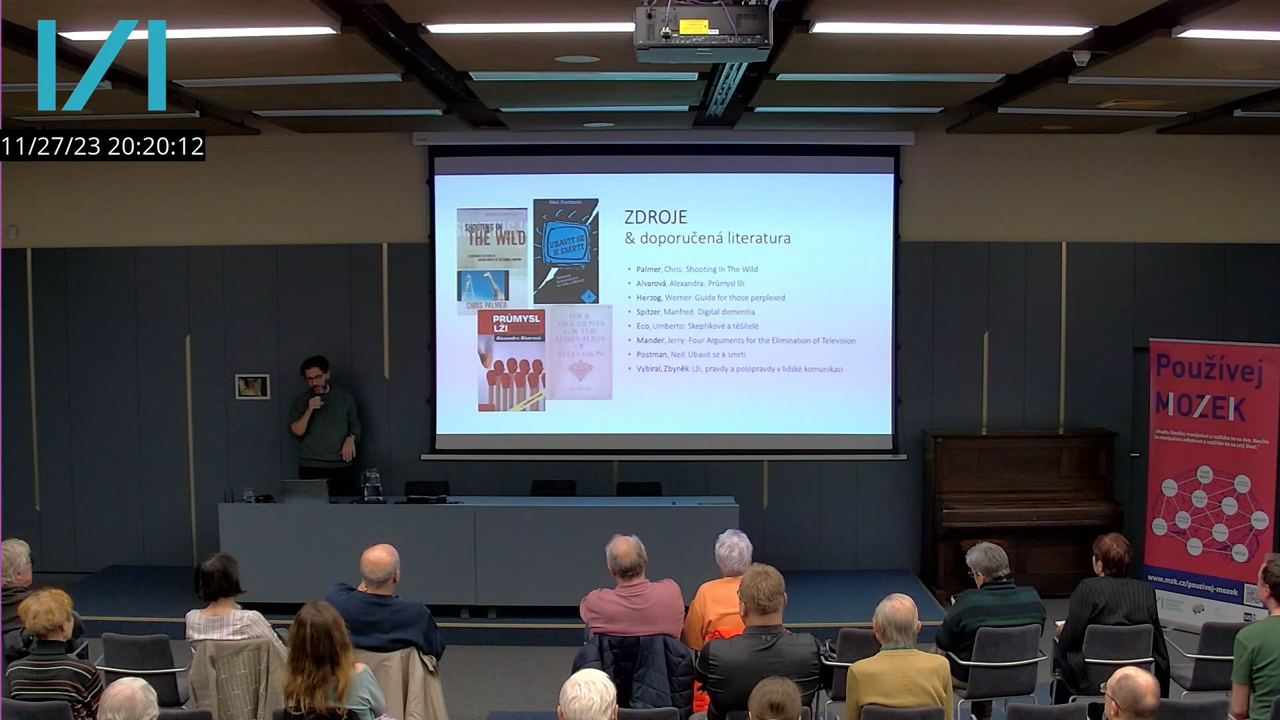 11/27/23 20:20:12
Neil Postman
SHOOTING IN
THE WILD
UBAVIT SE
K SMRTI
CHRIS PALMER
PRŮMYSL
LŽI
Alexandra Alvarová
FOUR
ARGUMENTS
FOR THE
ELIMINATION
OF
TELEVISION
ZDROJE
& doporučená literatura
• Palmer, Chris: Shooting In The Wild
• Alvarová, Alexandra: Průmysl lží
• Herzog, Werner: Guide for those perplexed
• Spitzer, Manfred: Digital dementia
• Eco, Umberto: Skeptikové a těšitelé
• Mander, Jerry: Four Arguments for the Elimination of Television
• Postman, Neil: Ubavit se k smrti
• Vybíral, Zbyněk: Lži, pravdy a polopravdy v lidské komunikaci
Používej
MOZEK
www.mzk.cz/pouzivej-mozek